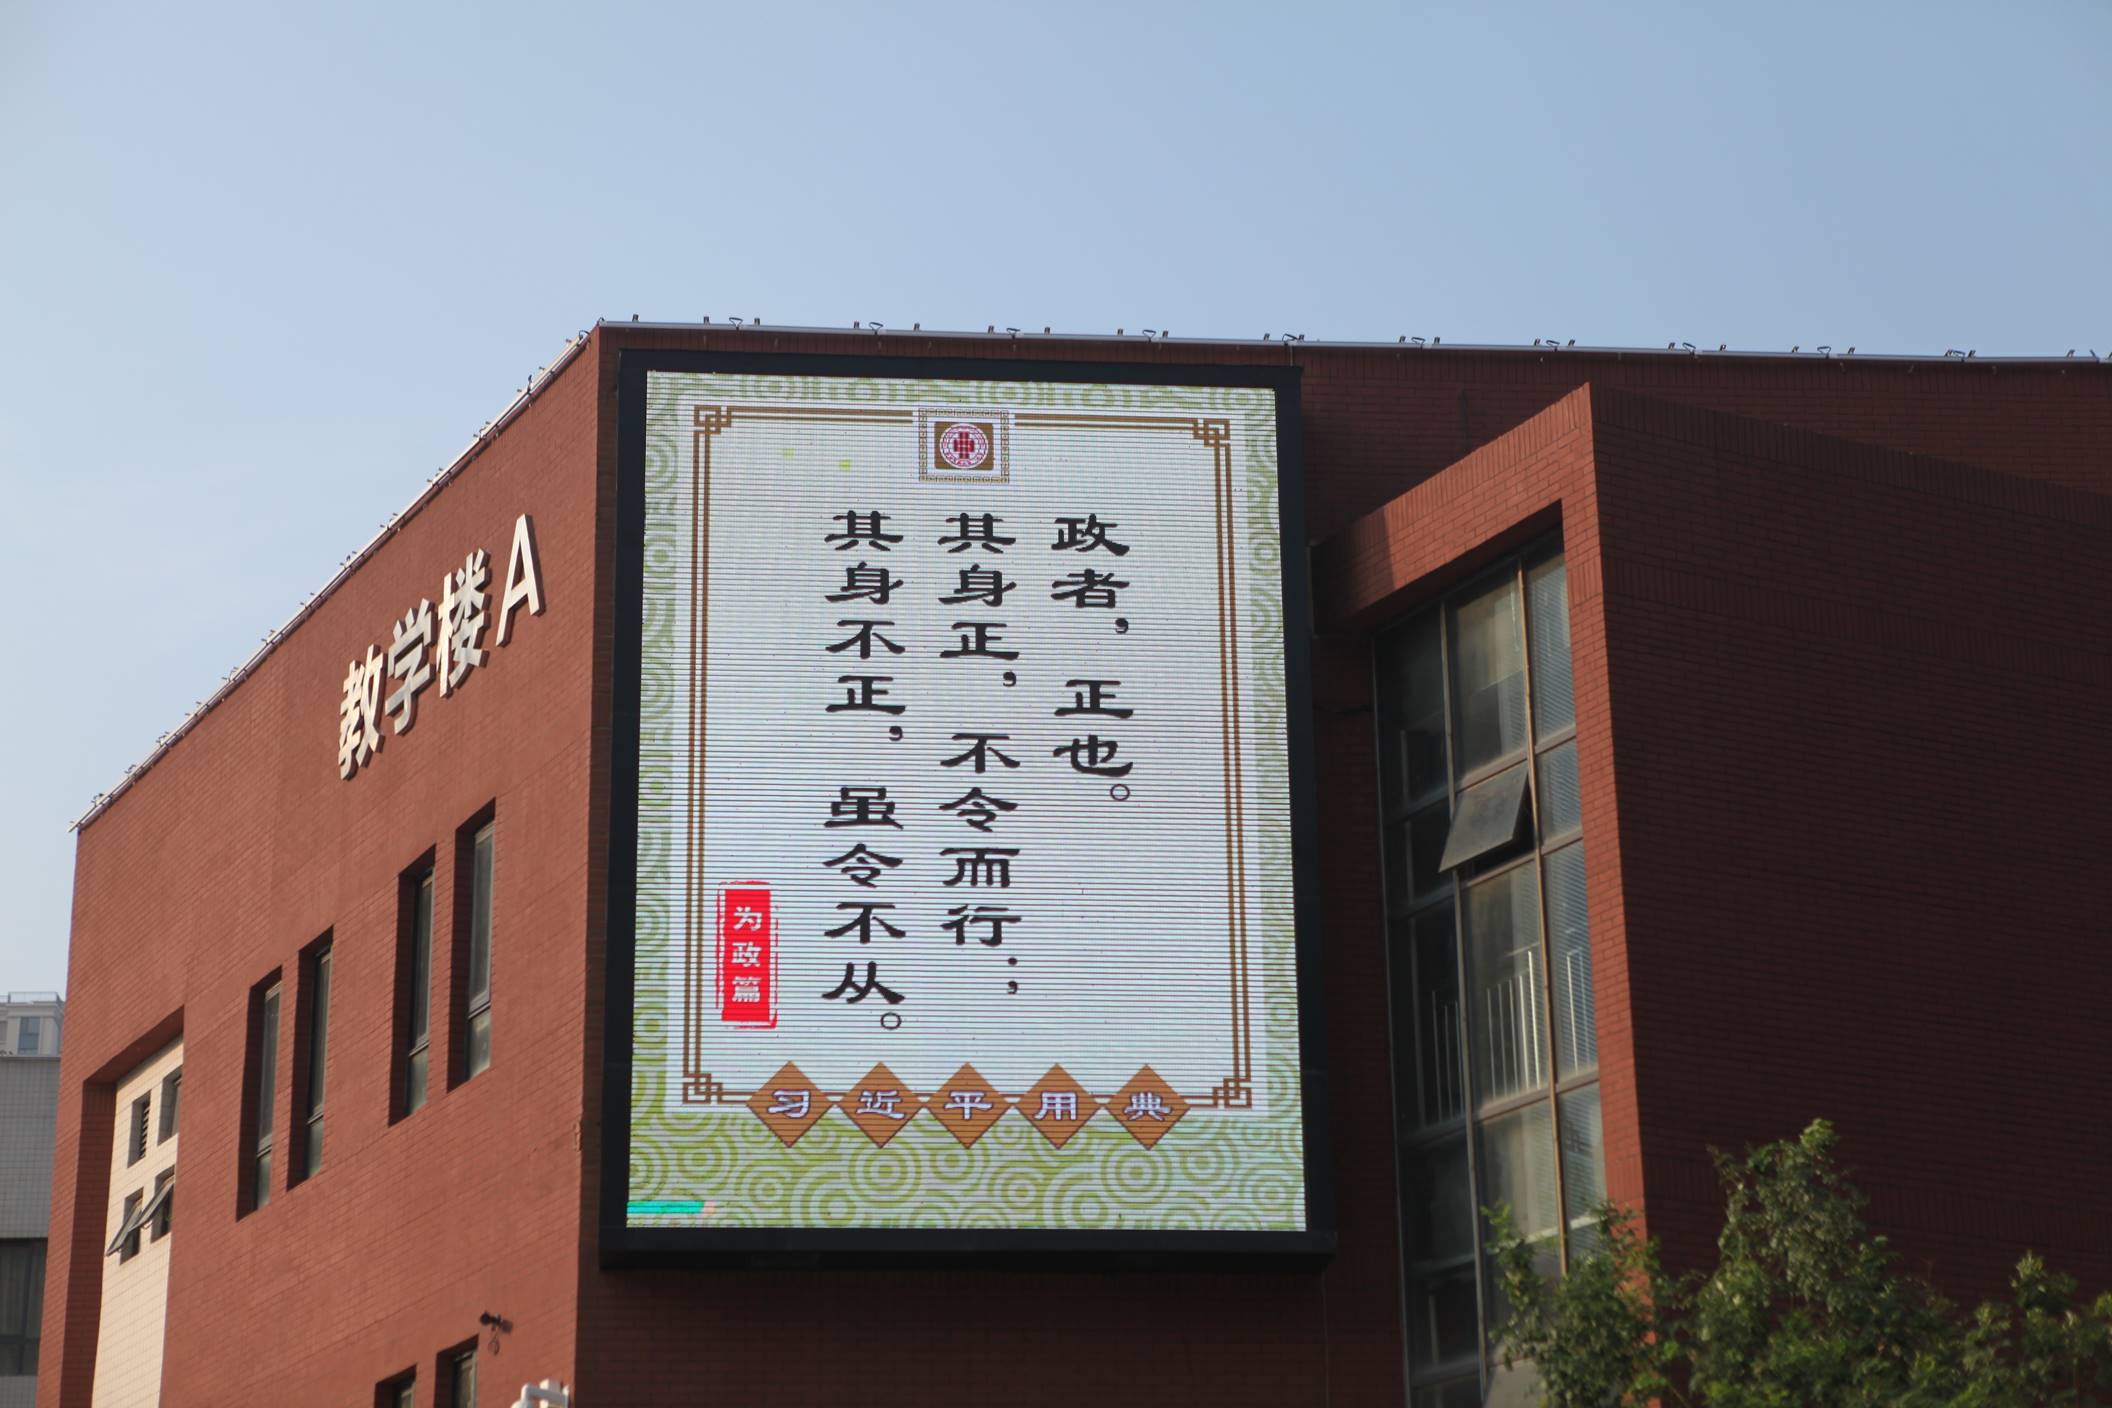 教学楼A
政者，正也。
其身正，不令而行；
其身不正，虽令不从。
为政篇
习近平用典